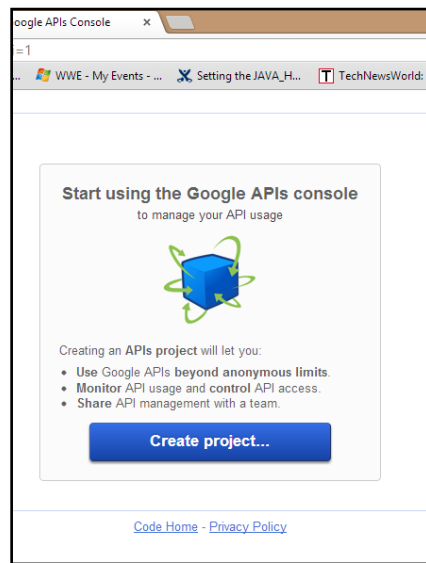 oogle APIs Console ×
=1
... WWE - My Events - ... Setting the JAVA_H... T TechNewsWorld:
Start using the Google APIs console
to manage your API usage
Creating an APIs project will let you:
• Use Google APIs beyond anonymous limits.
• Monitor API usage and control API access.
• Share API management with a team.
Create project...
Code Home - Privacy Policy